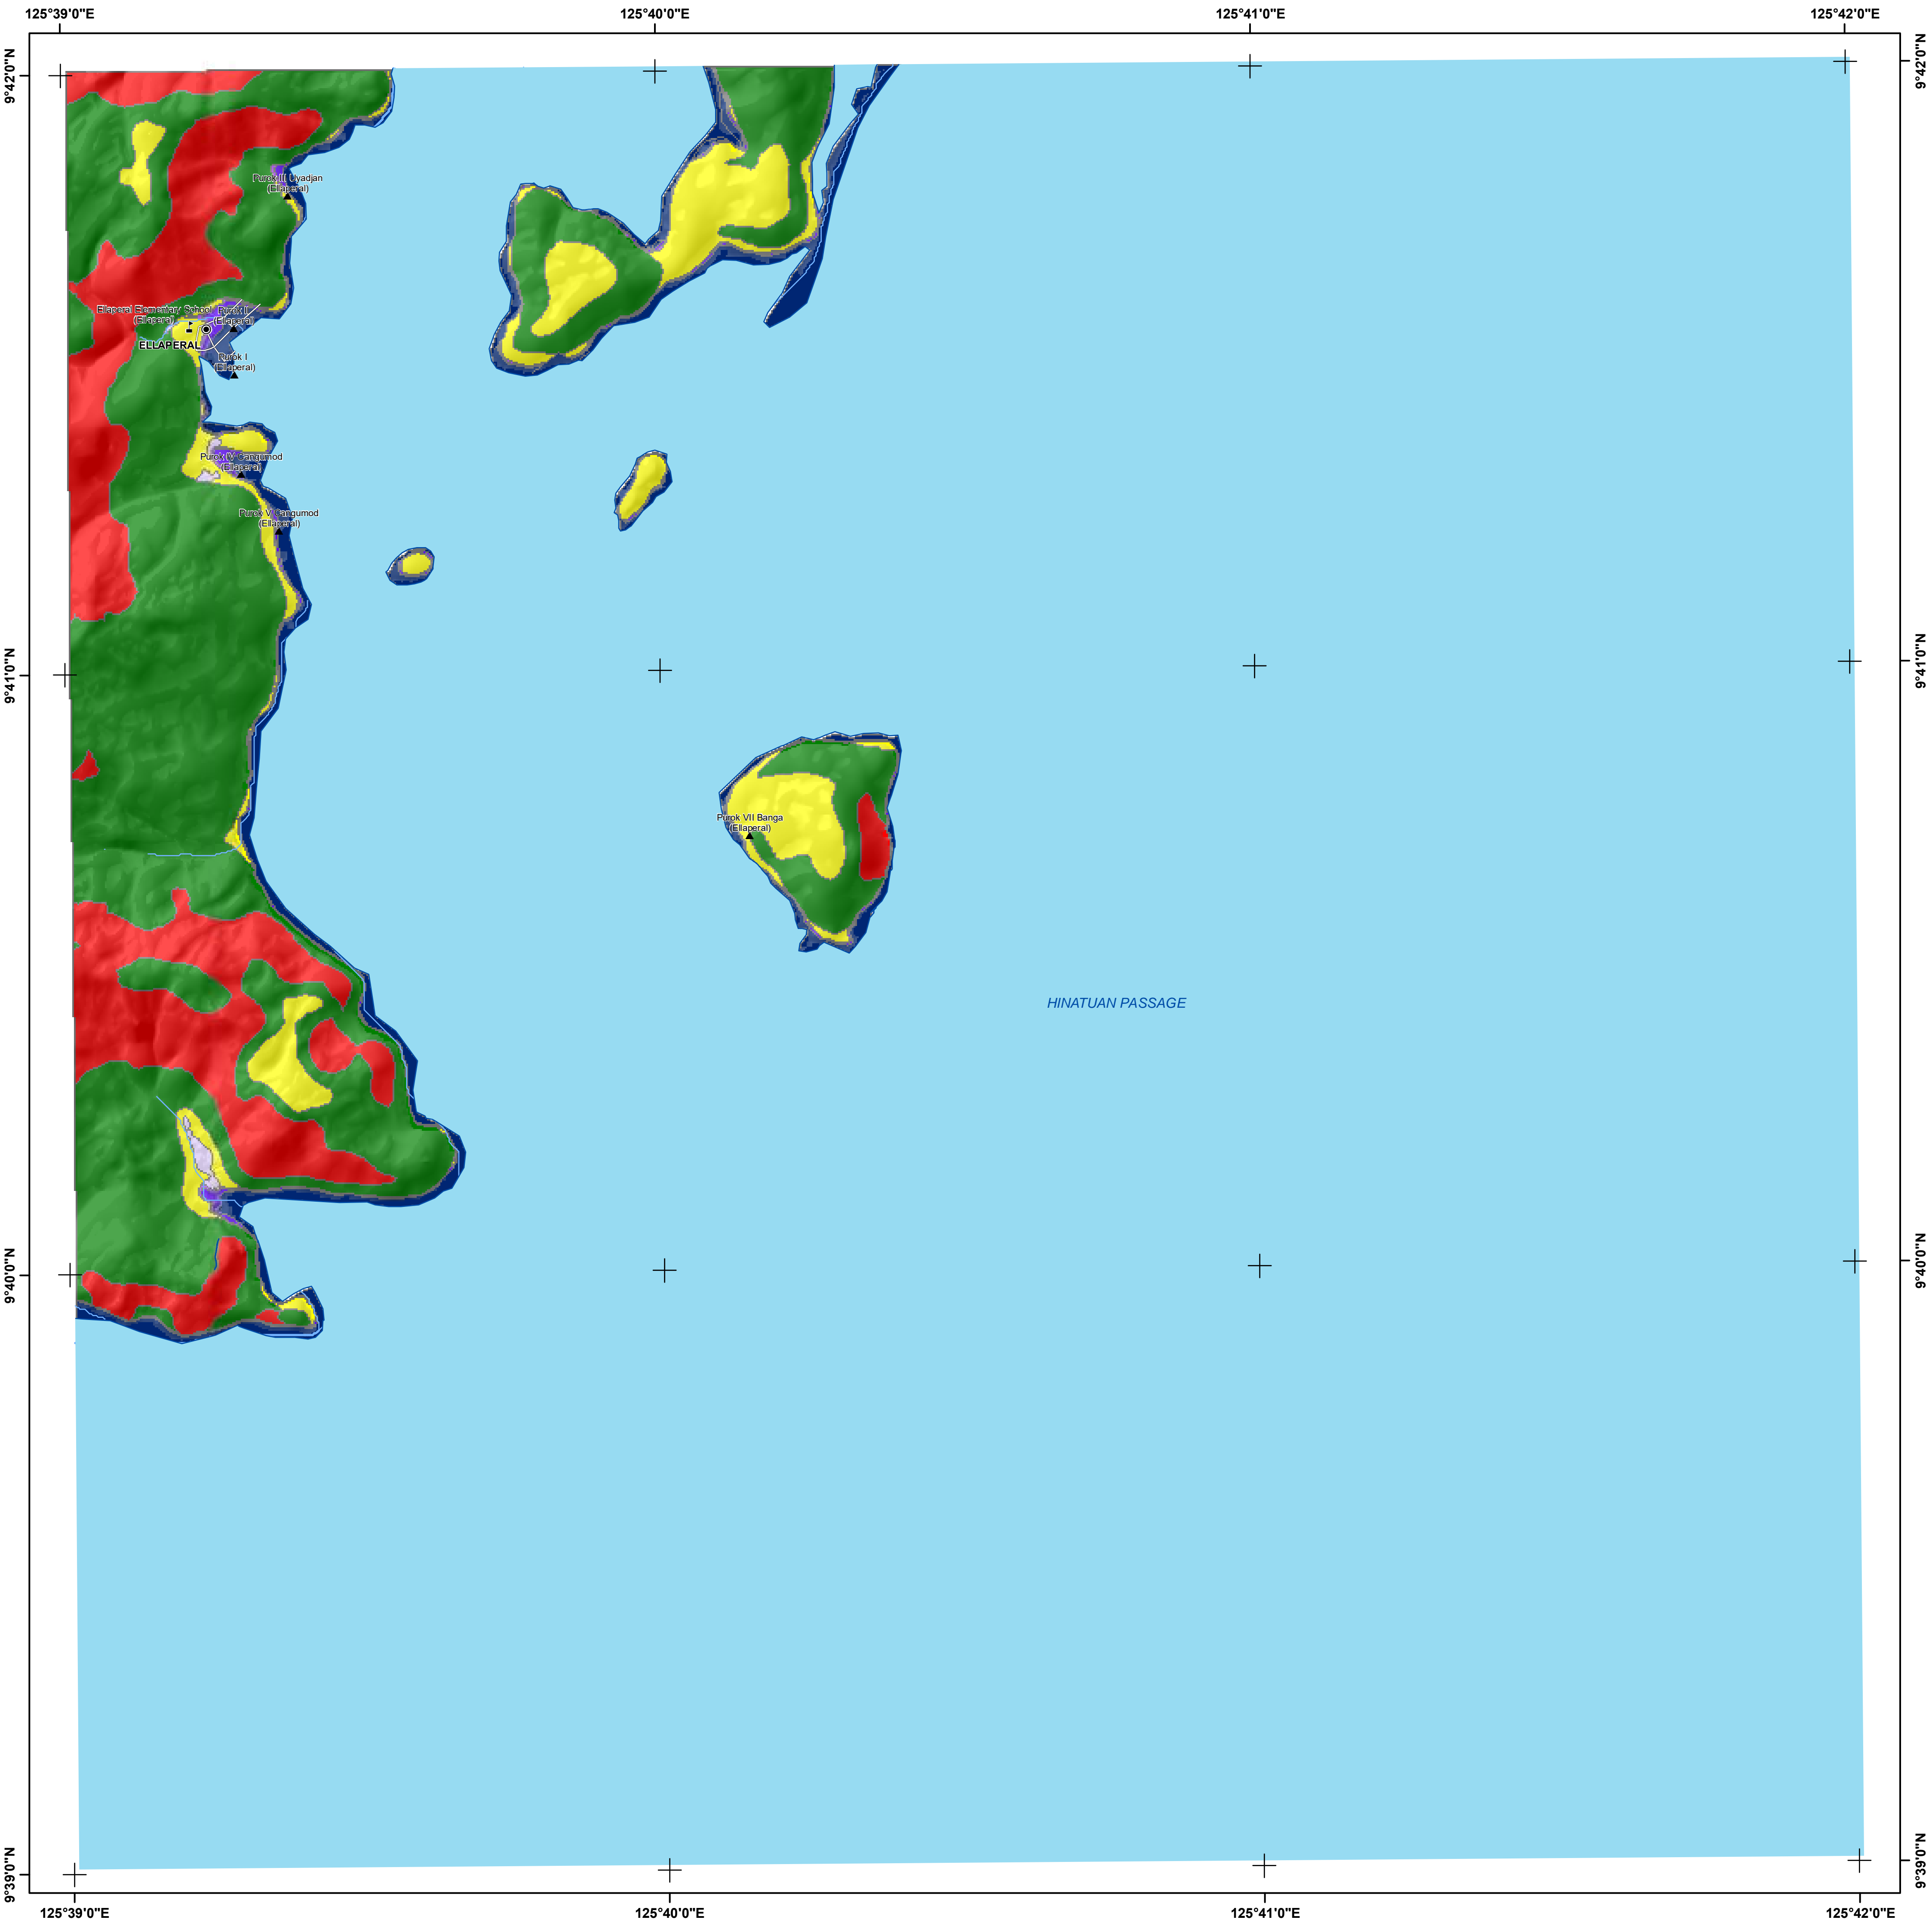 125°39'0"E
125°40'0"E
125°41'0"E
125°42'0"E
9°42'0"N
9°42'0"N
Purok III Uyadjan
(Ellaperal)
Ellaperal Elementary School
(Ellaperal)
Purok II
(Ellaperal)
ELLAPERAL
Purok I
(Ellaperal)
Purok IV Cangumod
(Ellaperal)
Purok V Cangumod
(Ellaperal)
9°41'0"N
9°41'0"N
Purok VII Banga
(Ellaperal)
HINATUAN PASSAGE
9°40'0"N
9°40'0"N
9°39'0"N
9°39'0"N
125°39'0"E
125°40'0"E
125°41'0"E
125°42'0"E